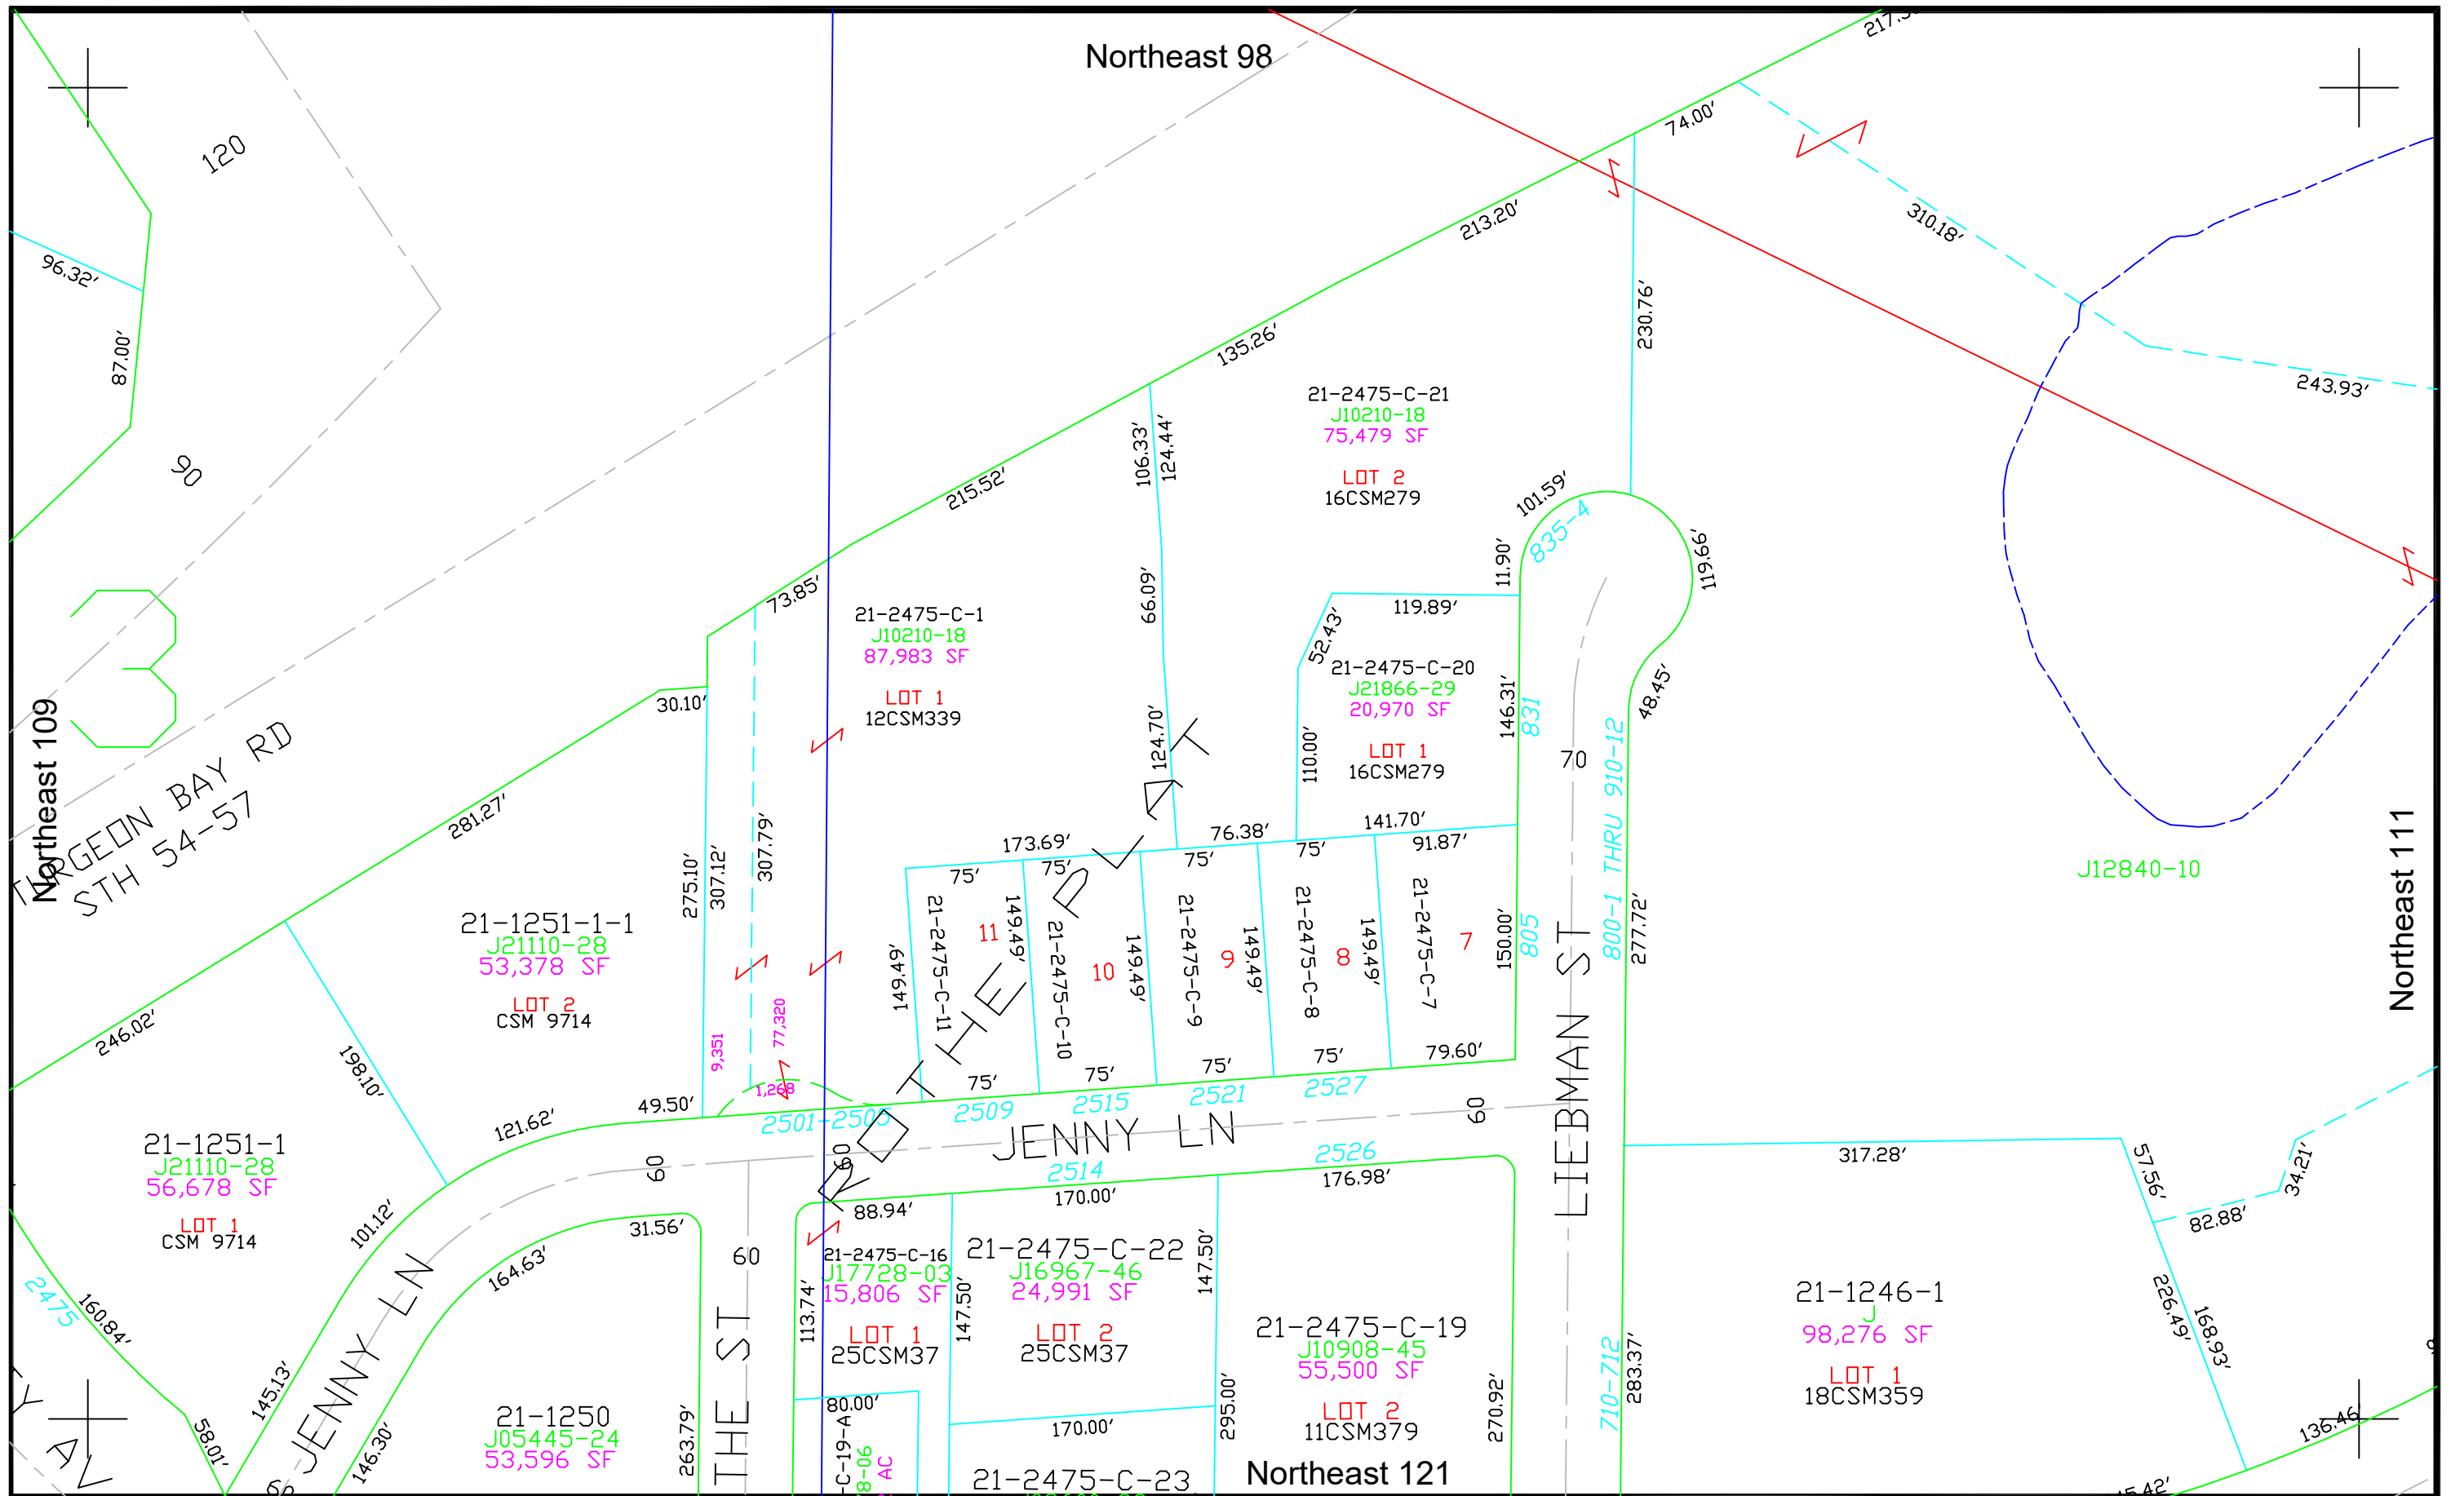 Northeast 98
217.5
74.00'
120
96.32'
87.00'
90
310.18'
213.20'
230.76'
243.93'
135.26'
21-2475-C-21
J10210-18
75,479 SF
LOT 2
16CSM279
106.33'
124.44'
215.52'
101.59'
835-4
119.66'
11.90'
66.09'
73.85'
21-2475-C-1
J10210-18
87,983 SF
LOT 1
12CSM339
119.89'
52.43'
21-2475-C-20
J21866-29
20,970 SF
LOT 1
16CSM279
146.31'
831
48.45'
110.00'
124.70'
70
800-1 THRU 910-12
3
Northeast 109
TURGEON BAY RD
STH 54-57
30.10'
281.27'
275.10'
307.12'
307.79'
173.69'
76.38'
141.70'
91.87'
75'
75'
75'
75'
J12840-10
Northeast 111
21-1251-1-1
J21110-28
53,378 SF
LOT 2
CSM 9714
149.49'
21-2475-C-11
11
149.49'
21-2475-C-10
10
149.49'
21-2475-C-9
9
149.49'
21-2475-C-8
8
149.49'
21-2475-C-7
7
150.00'
805
277.72'
LIEBMAN ST
246.02'
198.10'
9,351
77,320
1,268
75'
75'
75'
75'
79.60'
49.50'
121.62'
2501-2505
2509
2515
2521
2527
JENNY LN
60
60
60
2514
2526
NOTHE PLAT
21-1251-1
J21110-28
56,678 SF
LOT 1
CSM 9714
101.12'
31.56'
164.63'
88.94'
170.00'
176.98'
317.28'
57.56'
34.21'
82.88'
60
21-2475-C-16
J17728-03
15,806 SF
LOT 1
25CSM37
113.74'
147.50'
21-2475-C-22
J16967-46
24,991 SF
LOT 2
25CSM37
147.50'
21-2475-C-19
J10908-45
55,500 SF
LOT 2
11CSM379
21-1246-1
J
98,276 SF
LOT 1
18CSM359
226.49'
168.93'
2475
160.84'
145.13'
JENNY LN
58.01'
146.30'
21-1250
J05445-24
53,596 SF
263.79'
THE ST
80.00'
-C-19-A
8-06
AC
170.00'
295.00'
270.92'
710-712
283.37'
136.46'
Y AV
21-2475-C-23
Northeast 121
5.42'